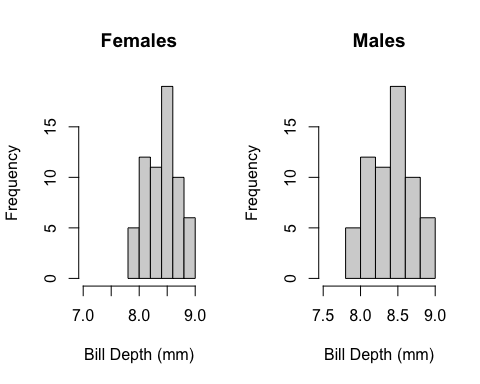 Females
Frequency
15
10
5
0
7.0 8.0 9.0
Bill Depth (mm)
Males
Frequency
15
10
5
0
7.5 8.0 8.5 9.0
Bill Depth (mm)